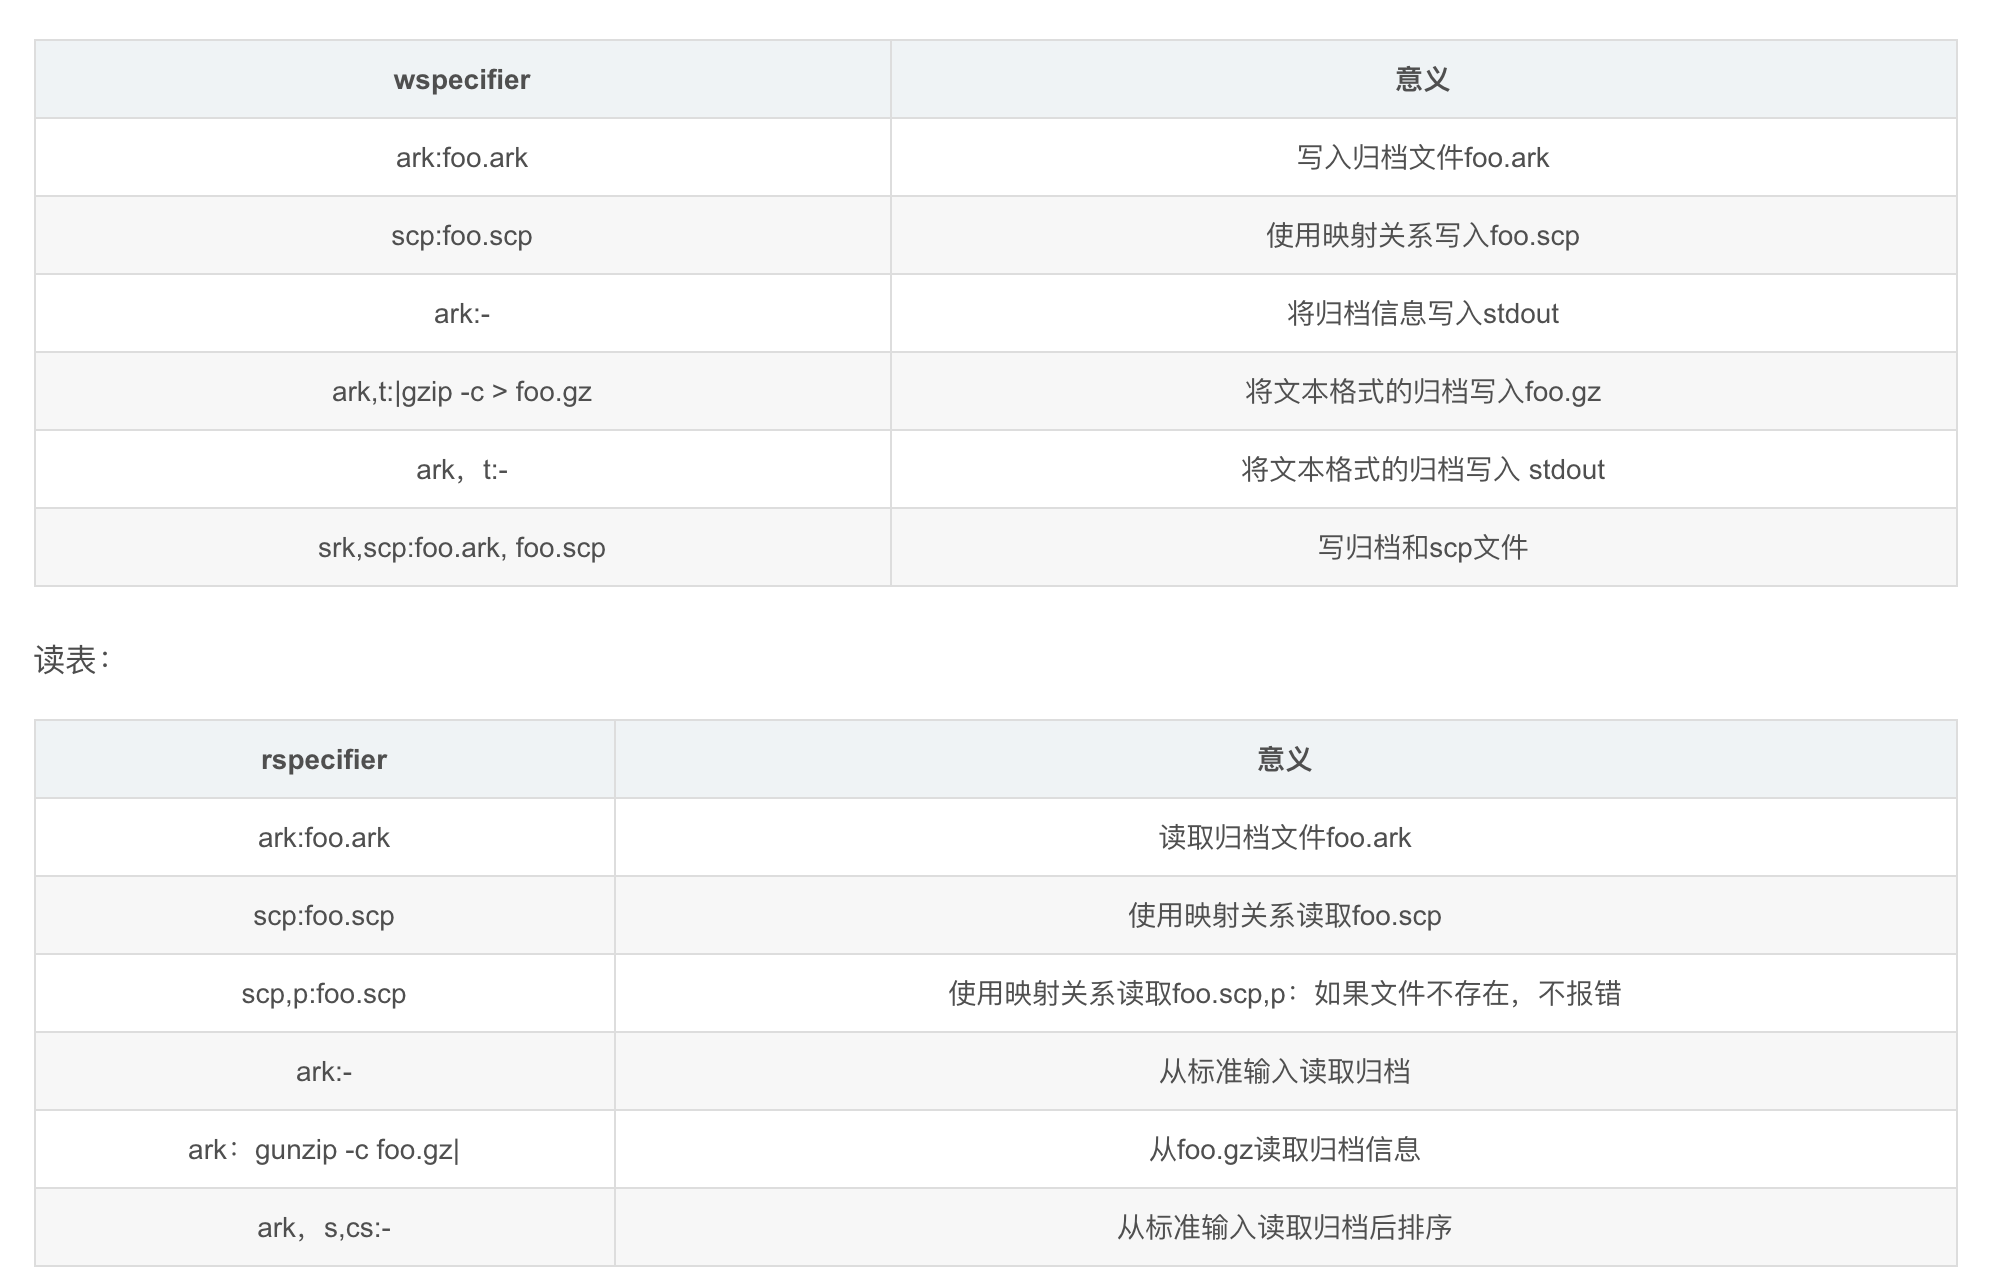 wspecifier 意义
ark:foo.ark 写入归档文件foo.ark
scp:foo.scp 使用映射关系写入foo.scp
ark:- 将归档信息写入stdout
ark,t:|gzip -c > foo.gz 将文本格式的归档写入foo.gz
ark，t:- 将文本格式的归档写入 stdout
srk,scp:foo.ark, foo.scp 写归档和scp文件
读表：
rspecifier 意义
ark:foo.ark 读取归档文件foo.ark
scp:foo.scp 使用映射关系读取foo.scp
scp,p:foo.scp 使用映射关系读取foo.scp,p：如果文件不存在，不报错
ark:- 从标准输入读取归档
ark：gunzip -c foo.gz| 从foo.gz读取归档信息
ark，s,cs:- 从标准输入读取归档后排序